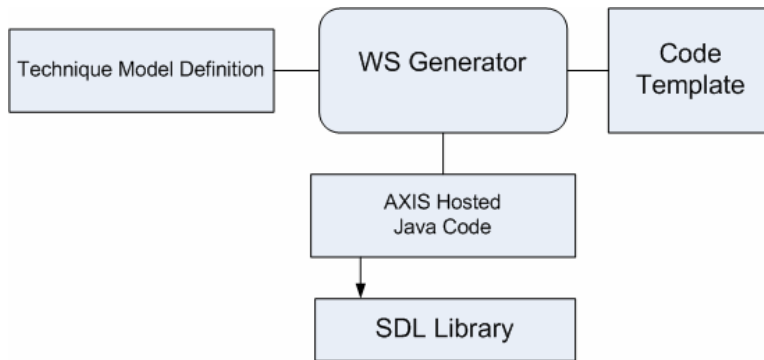 Technique Model Definition
WS Generator
Code
Template
AXIS Hosted
Java Code
SDL Library